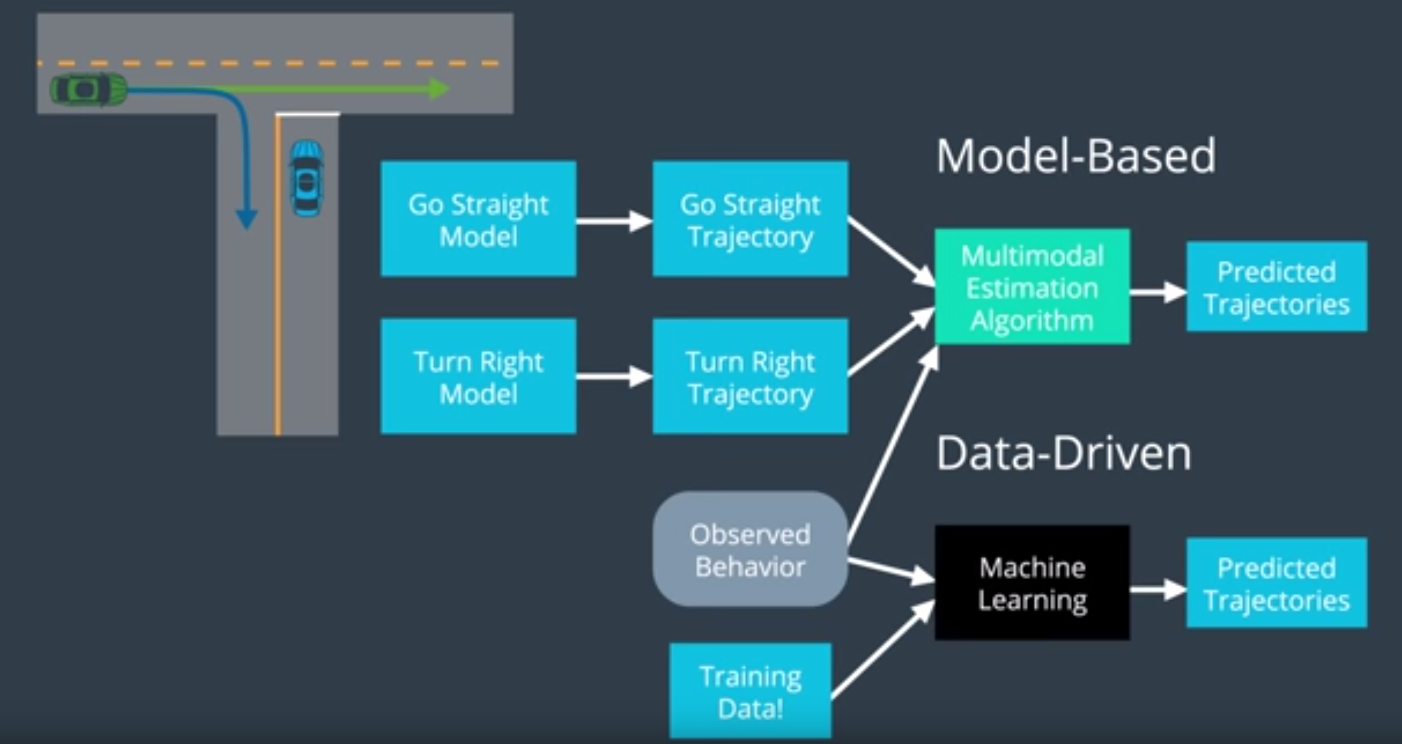 Model-Based
Go Straight
Model
Go Straight
Trajectory
Multimodal
Estimation
Algorithm
Predicted
Trajectories
Turn Right
Model
Turn Right
Trajectory
Data-Driven
Observed
Behavior
Machine
Learning
Predicted
Trajectories
Training
Data!